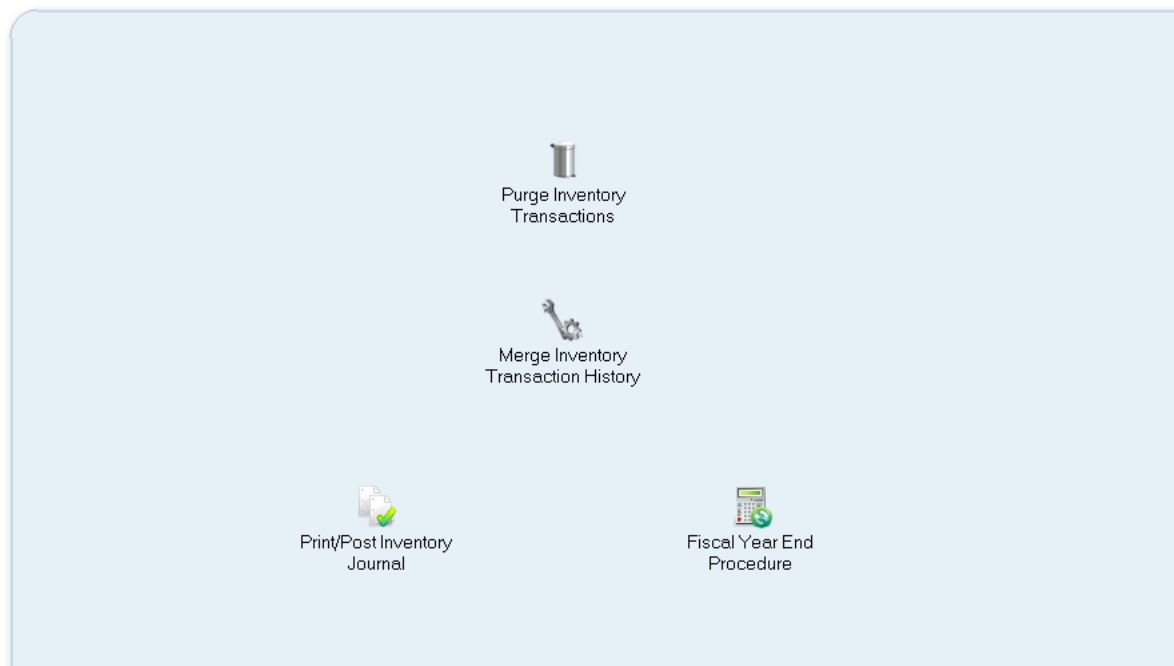 Purge Inventory
Transactions
Merge Inventory
Transaction History
Print/Post Inventory
Journal
Fiscal Year End
Procedure